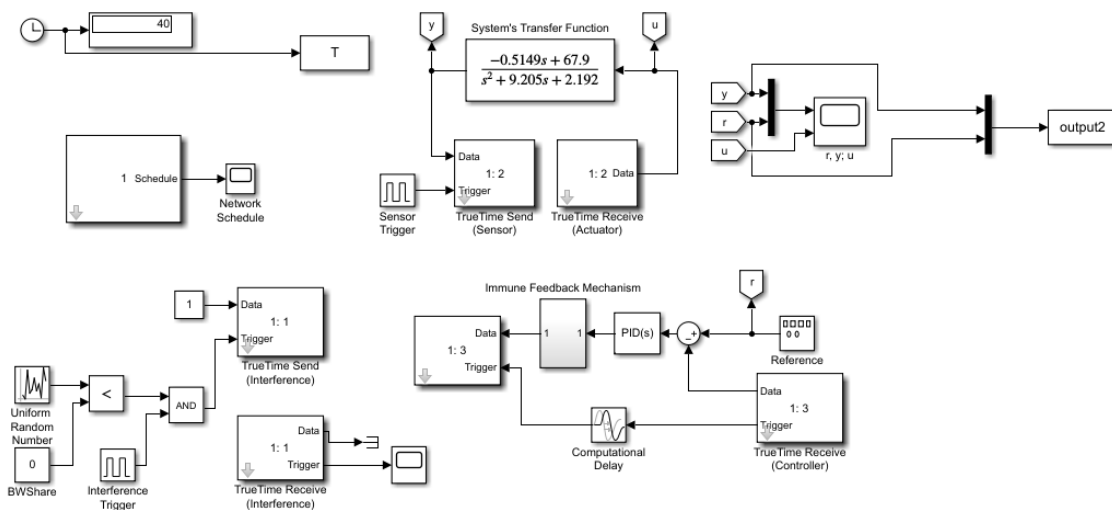 40
T
y
System's Transfer Function
u
−0.5149s + 67.9
s² + 9.205s + 2.192
y
r
u
r, y; u
output2
1 Schedule
Network
Schedule
Sensor
Trigger
Data
1: 2
Trigger
TrueTime Send
(Sensor)
1: 2 Data
TrueTime Receive
(Actuator)
1
Data
1: 1
Trigger
TrueTime Send
(Interference)
Uniform
Random
Number
<
AND
0
BWShare
Interference
Trigger
Data
1: 1
Trigger
TrueTime Receive
(Interference)
Immune Feedback Mechanism
r
Data
1: 3
Trigger
1 1
PID(s)
− +
Reference
Computational
Delay
Data
1: 3
Trigger
TrueTime Receive
(Controller)